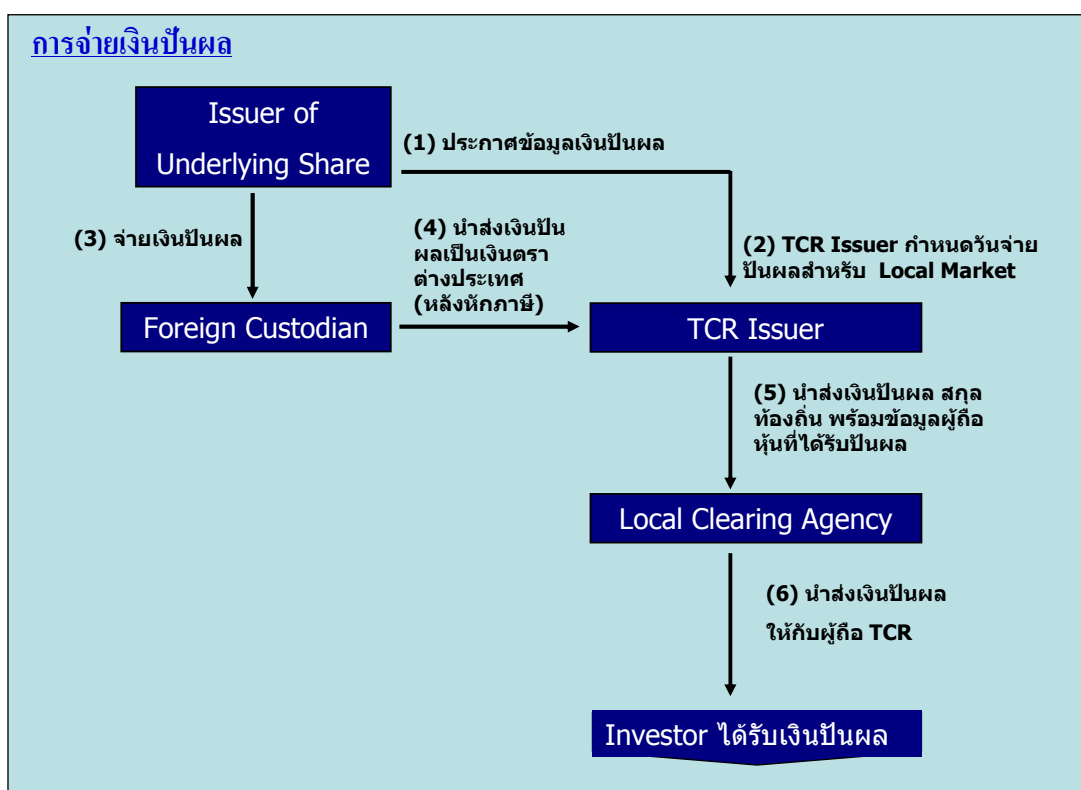 การจ่ายเงินปันผล
Issuer of
Underlying Share
(1) ประกาศข้อมูลเงินปันผล
(3) จ่ายเงินปันผล
(4) นำส่งเงินปัน
ผลเป็นเงินตรา
ต่างประเทศ
(หลังหักภาษี)
(2) TCR Issuer กำหนดวันจ่าย
ปันผลสำหรับ Local Market
Foreign Custodian
TCR Issuer
(5) นำส่งเงินปันผล สกุล
ท้องถิ่น พร้อมข้อมูลผู้ถือ
หุ้นที่ได้รับปันผล
Local Clearing Agency
(6) นำส่งเงินปันผล
ให้กับผู้ถือ TCR
Investor ได้รับเงินปันผล